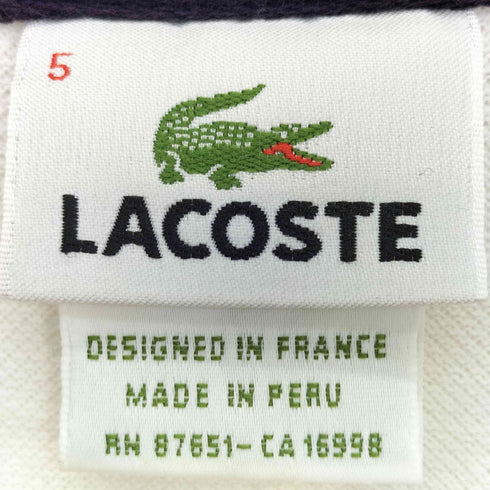 5
LACOSTE
DESIGNED IN FRANCE
MADE IN PERU
RN 87651-CA 16998